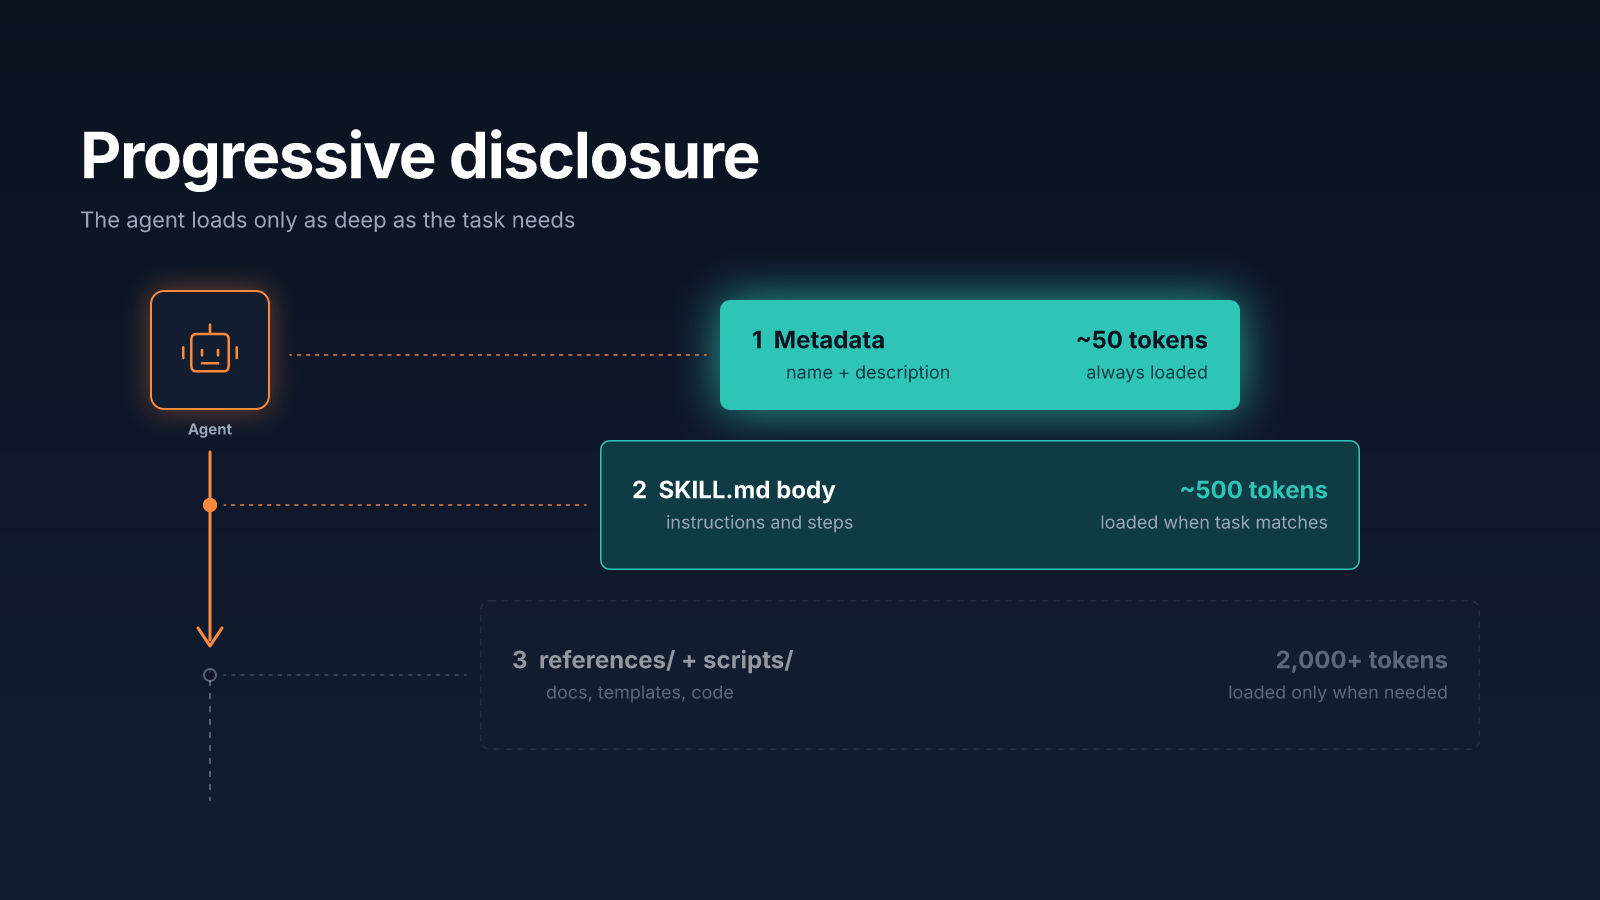 Progressive disclosure
The agent loads only as deep as the task needs
Agent
1 Metadata
~50 tokens
name + description
always loaded
2 SKILL.md body
~500 tokens
instructions and steps
loaded when task matches
3 references/ + scripts/
2,000+ tokens
docs, templates, code
loaded only when needed